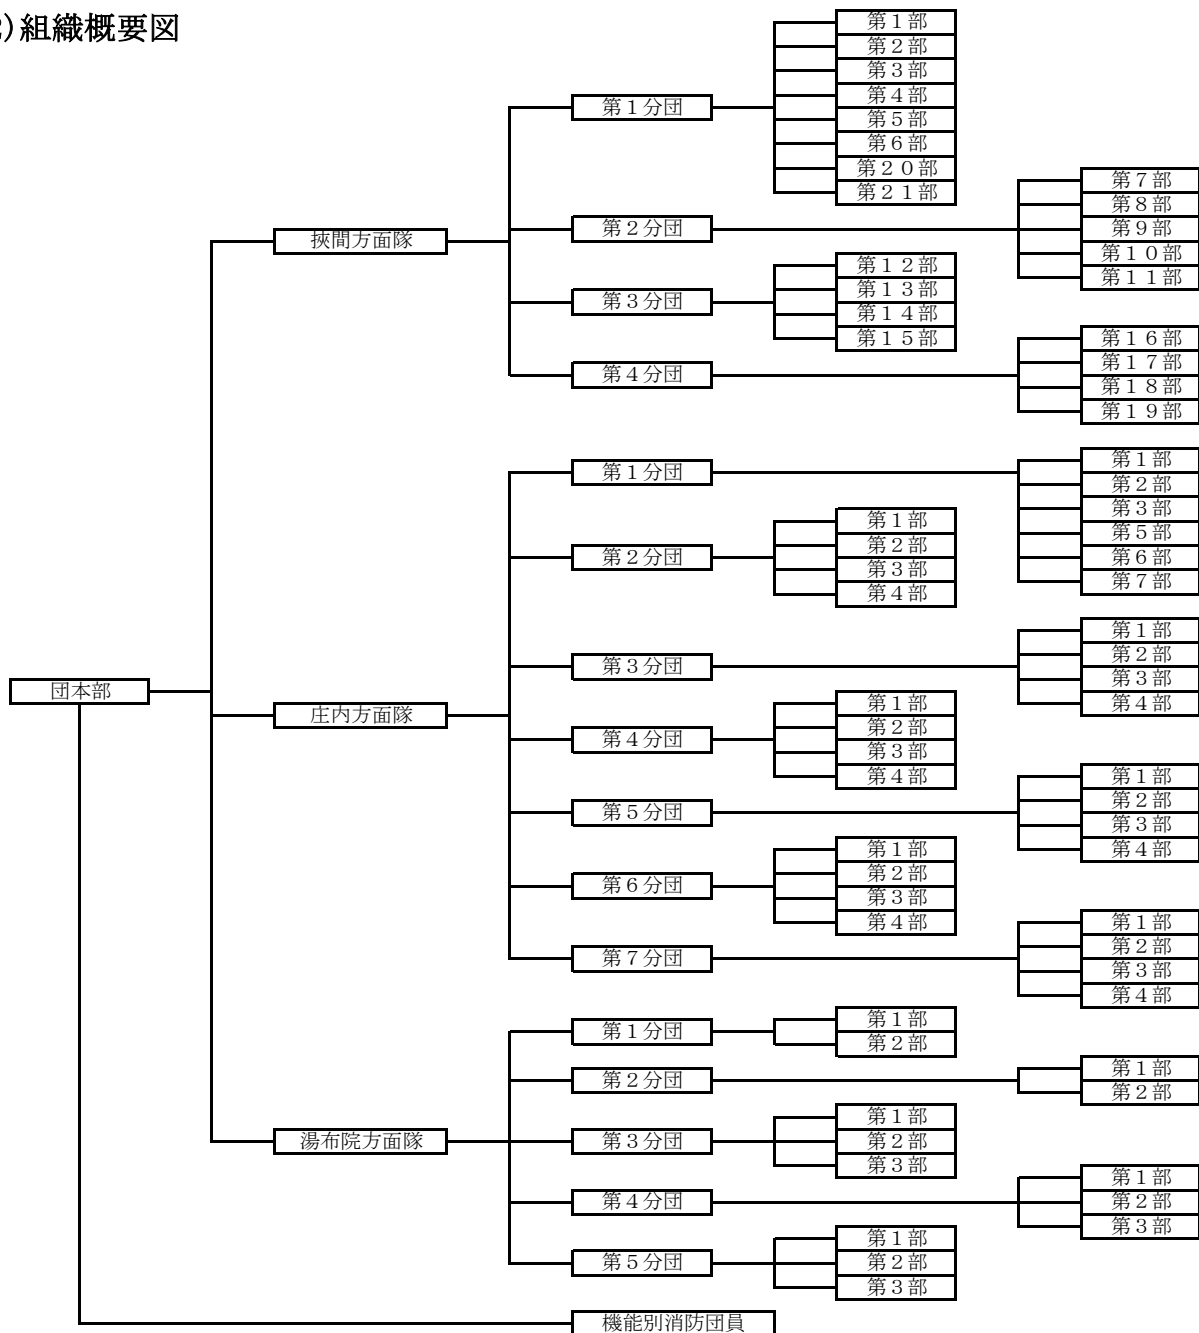 2)組織概要図
団本部
挾間方面隊
第１分団
第１部
第２部
第３部
第４部
第５部
第６部
第２０部
第２１部
第２分団
第７部
第８部
第９部
第１０部
第１１部
第３分団
第１２部
第１３部
第１４部
第１５部
第４分団
第１６部
第１７部
第１８部
第１９部
庄内方面隊
第１分団
第１部
第２部
第３部
第５部
第６部
第７部
第２分団
第１部
第２部
第３部
第４部
第３分団
第１部
第２部
第３部
第４部
第４分団
第１部
第２部
第３部
第４部
第５分団
第１部
第２部
第３部
第４部
第６分団
第１部
第２部
第３部
第４部
第７分団
第１部
第２部
第３部
第４部
湯布院方面隊
第１分団
第１部
第２部
第２分団
第１部
第２部
第３分団
第１部
第２部
第３部
第４分団
第１部
第２部
第３部
第５分団
第１部
第２部
第３部
機能別消防団員